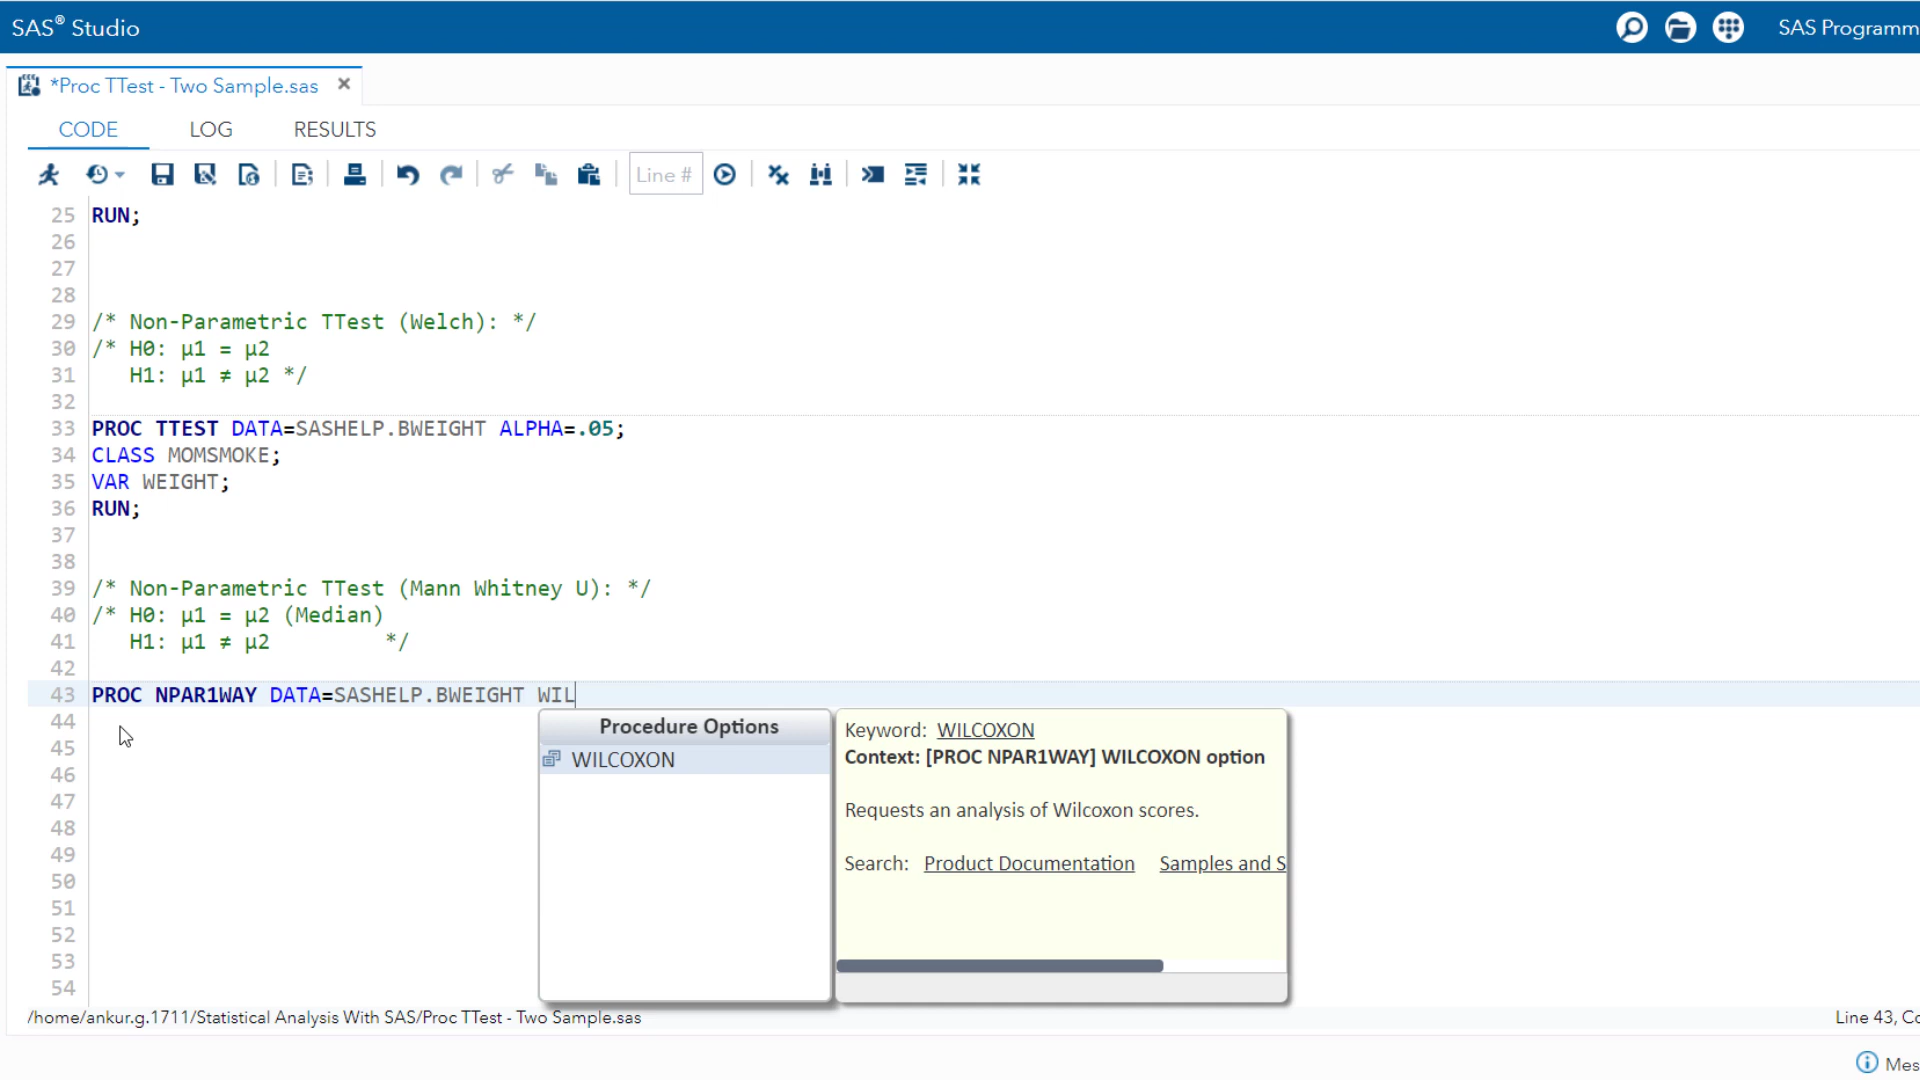 SAS® Studio
SAS Programm
*Proc TTest - Two Sample.sas ×
CODE LOG RESULTS
Line #
25 RUN;
26
27
28
29 /* Non-Parametric TTest (Welch): */
30 /* H0: µ1 = µ2
31 H1: µ1 ≠ µ2 */
32
33 PROC TTEST DATA=SASHELP.BWEIGHT ALPHA=.05;
34 CLASS MOMSMOKE;
35 VAR WEIGHT;
36 RUN;
37
38
39 /* Non-Parametric TTest (Mann Whitney U): */
40 /* H0: µ1 = µ2 (Median)
41 H1: µ1 ≠ µ2 */
42
43 PROC NPAR1WAY DATA=SASHELP.BWEIGHT WIL
44
45
46
47
48
49
50
51
52
53
54
Procedure Options
WILCOXON
Keyword: WILCOXON
Context: [PROC NPAR1WAY] WILCOXON option
Requests an analysis of Wilcoxon scores.
Search: Product Documentation Samples and S
/home/ankur.g.1711/Statistical Analysis With SAS/Proc TTest - Two Sample.sas
Line 43, Co
Mes